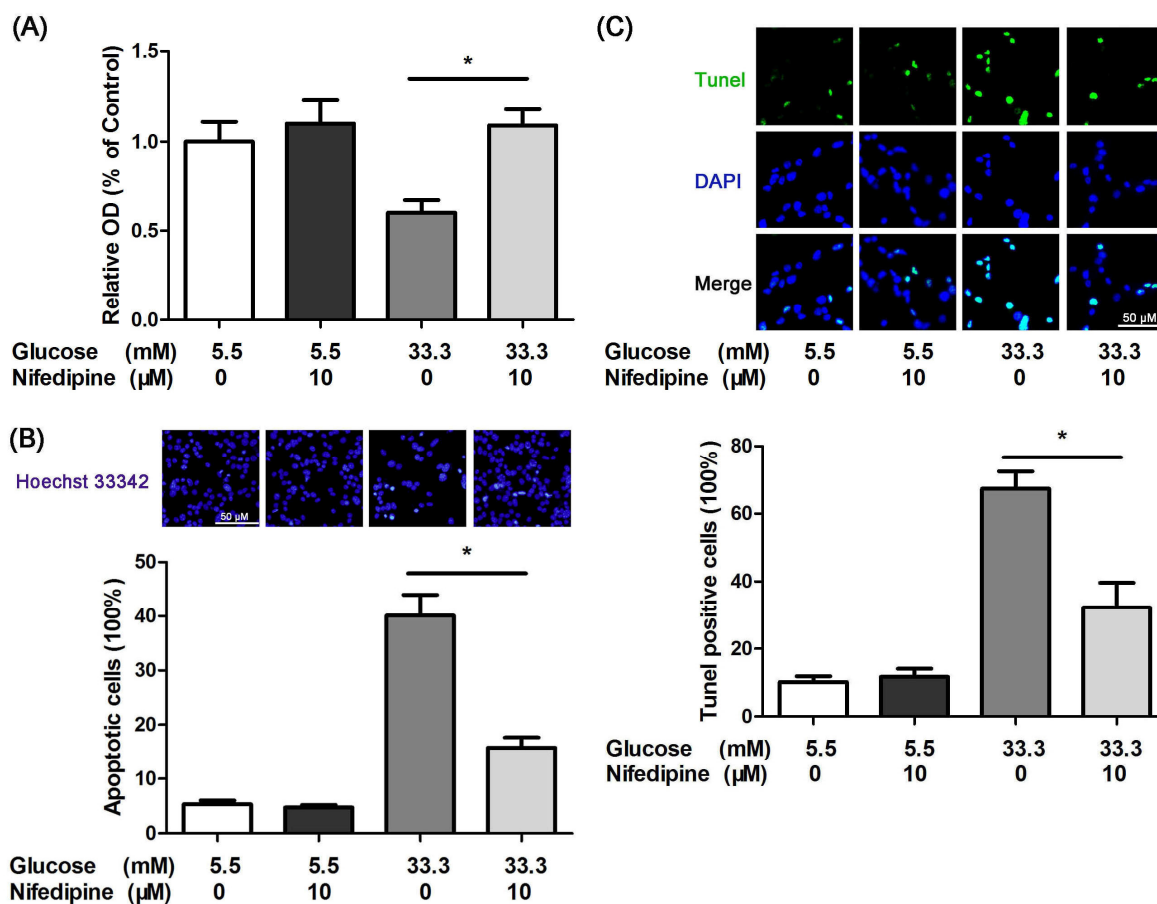 (A)
Relative OD (% of Control)
1.5
1.0
0.5
0.0
*
Glucose (mM) 5.5 5.5 33.3 33.3
Nifedipine (μM) 0 10 0 10
(B)
Hoechst 33342
50 μM
Apoptotic cells (100%)
50
40
30
20
10
0
*
Glucose (mM) 5.5 5.5 33.3 33.3
Nifedipine (μM) 0 10 0 10
(C)
Tunel
DAPI
Merge
50 μM
Glucose (mM) 5.5 5.5 33.3 33.3
Nifedipine (μM) 0 10 0 10
Tunel positive cells (100%)
80
60
40
20
0
*
Glucose (mM) 5.5 5.5 33.3 33.3
Nifedipine (μM) 0 10 0 10